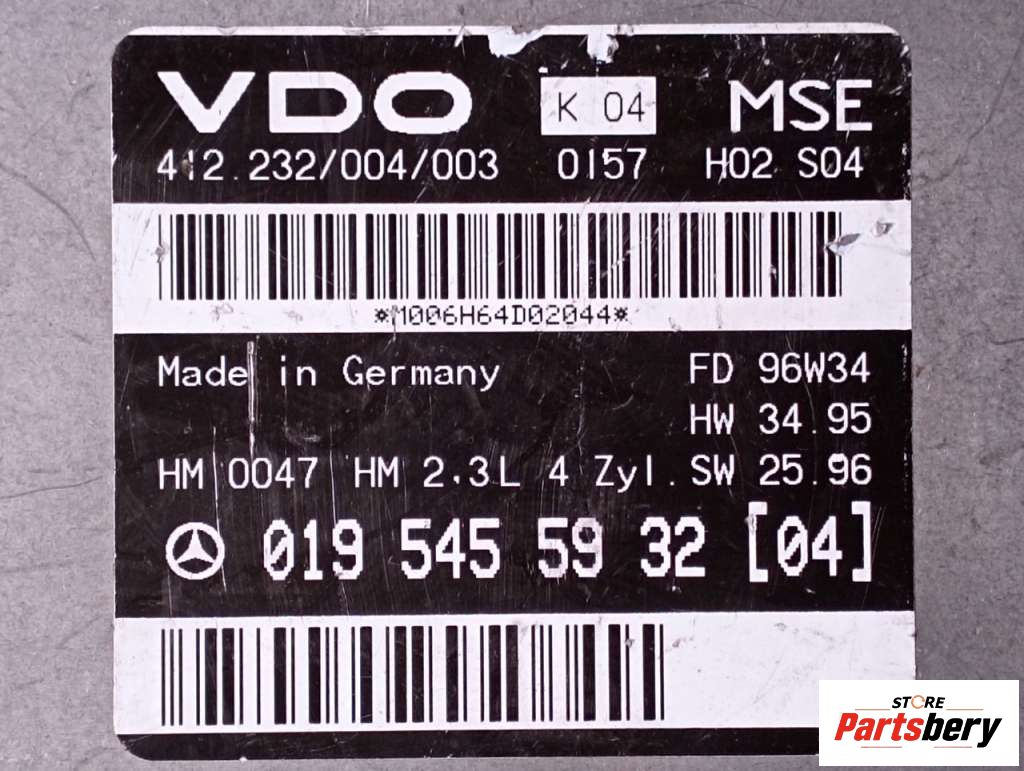 VDO K 04 MSE
412.232/004/003 0157 H02 S04
*M006H64D02044*
Made in Germany FD 96W34
HW 34.95
HM 0047 HM 2.3L 4 Zyl. SW 25.96
019 545 59 32 [04]
STORE
Partsbery